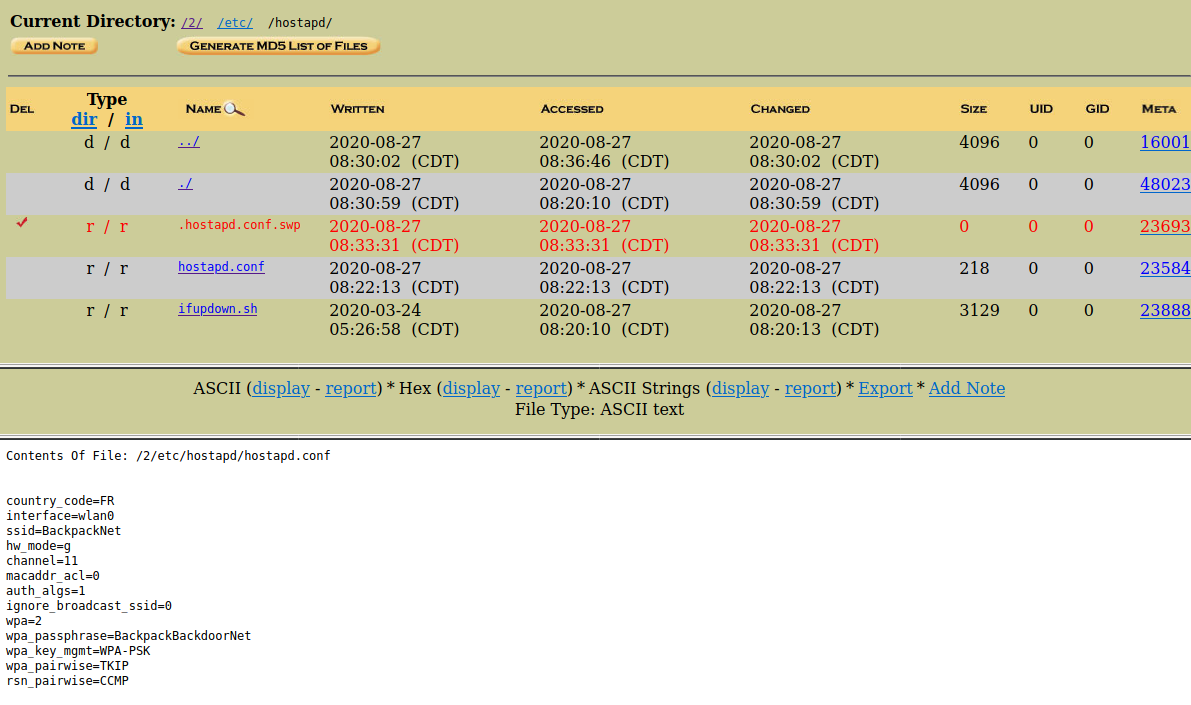 Current Directory: /2/ /etc/ /hostapd/
ADD NOTE GENERATE MD5 LIST OF FILES
DEL Type dir / in NAME WRITTEN ACCESSED CHANGED SIZE UID GID META
d / d ../ 2020-08-27 08:30:02 (CDT) 2020-08-27 08:36:46 (CDT) 2020-08-27 08:30:02 (CDT) 4096 0 0 16001
d / d ./ 2020-08-27 08:30:59 (CDT) 2020-08-27 08:20:10 (CDT) 2020-08-27 08:30:59 (CDT) 4096 0 0 48023
r / r .hostapd.conf.swp 2020-08-27 08:33:31 (CDT) 2020-08-27 08:33:31 (CDT) 2020-08-27 08:33:31 (CDT) 0 0 0 23693
r / r hostapd.conf 2020-08-27 08:22:13 (CDT) 2020-08-27 08:22:13 (CDT) 2020-08-27 08:22:13 (CDT) 218 0 0 23584
r / r ifupdown.sh 2020-03-24 05:26:58 (CDT) 2020-08-27 08:20:10 (CDT) 2020-08-27 08:20:13 (CDT) 3129 0 0 23888
ASCII (display - report) * Hex (display - report) * ASCII Strings (display - report) * Export * Add Note
File Type: ASCII text
Contents Of File: /2/etc/hostapd/hostapd.conf
country_code=FR
interface=wlan0
ssid=BackpackNet
hw_mode=g
channel=11
macaddr_acl=0
auth_algs=1
ignore_broadcast_ssid=0
wpa=2
wpa_passphrase=BackpackBackdoorNet
wpa_key_mgmt=WPA-PSK
wpa_pairwise=TKIP
rsn_pairwise=CCMP